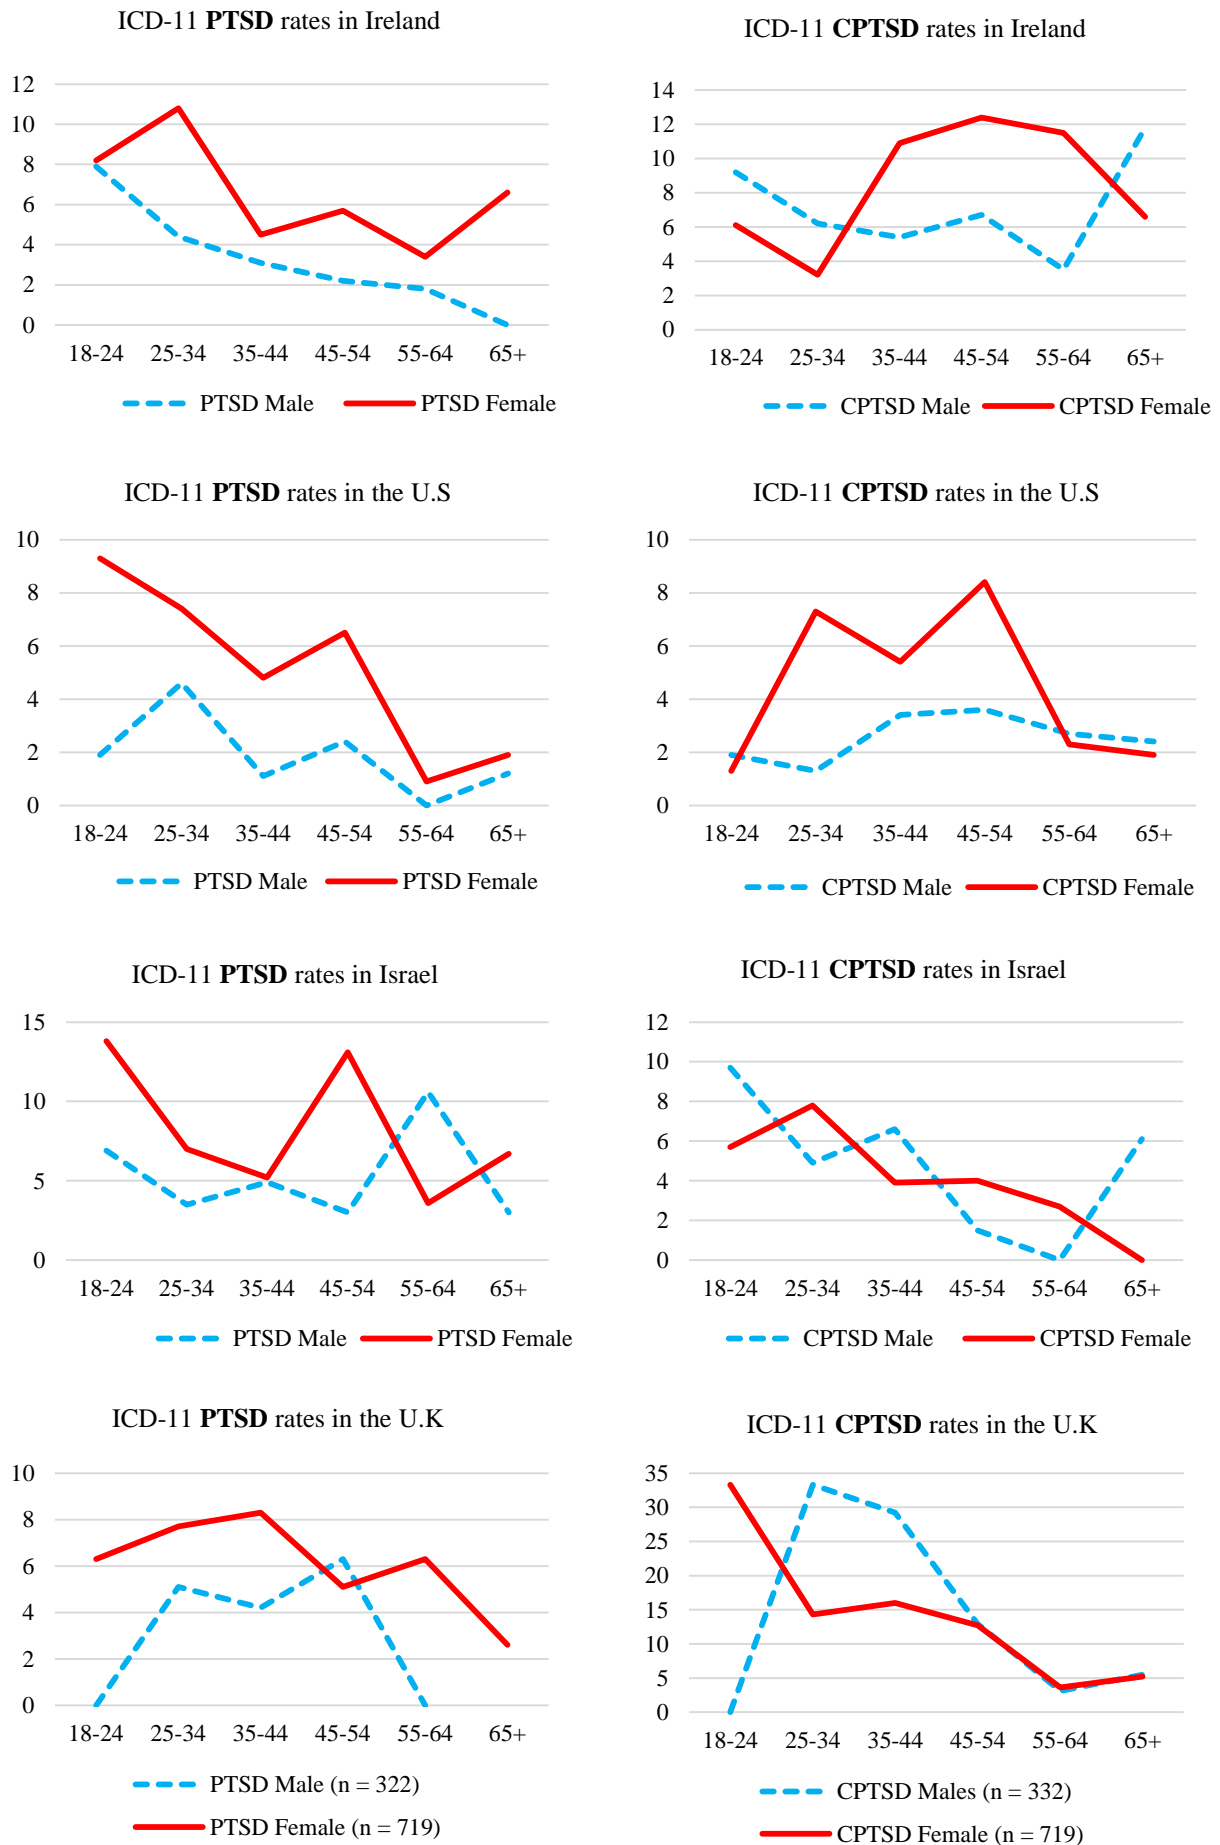 ICD-11 PTSD rates in Ireland
12
10
8
6
4
2
0
18-24 25-34 35-44 45-54 55-64 65+
PTSD Male PTSD Female
ICD-11 CPTSD rates in Ireland
14
12
10
8
6
4
2
0
18-24 25-34 35-44 45-54 55-64 65+
CPTSD Male CPTSD Female
ICD-11 PTSD rates in the U.S
10
8
6
4
2
0
18-24 25-34 35-44 45-54 55-64 65+
PTSD Male PTSD Female
ICD-11 CPTSD rates in the U.S
10
8
6
4
2
0
18-24 25-34 35-44 45-54 55-64 65+
CPTSD Male CPTSD Female
ICD-11 PTSD rates in Israel
15
10
5
0
18-24 25-34 35-44 45-54 55-64 65+
PTSD Male PTSD Female
ICD-11 CPTSD rates in Israel
12
10
8
6
4
2
0
18-24 25-34 35-44 45-54 55-64 65+
CPTSD Male CPTSD Female
ICD-11 PTSD rates in the U.K
10
8
6
4
2
0
18-24 25-34 35-44 45-54 55-64 65+
PTSD Male (n = 322)
PTSD Female (n = 719)
ICD-11 CPTSD rates in the U.K
35
30
25
20
15
10
5
0
18-24 25-34 35-44 45-54 55-64 65+
CPTSD Males (n = 332)
CPTSD Female (n = 719)